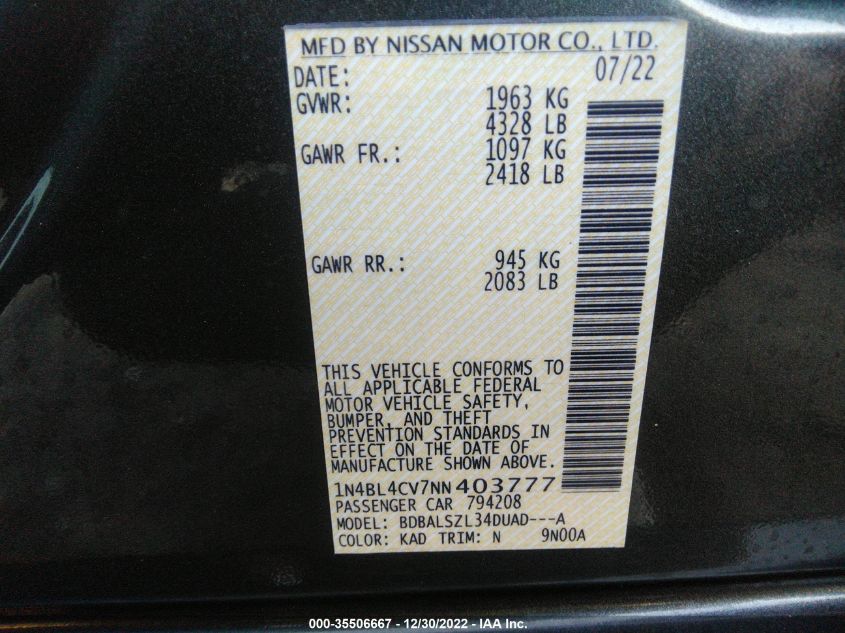 MFD BY NISSAN MOTOR CO., LTD.
DATE: 07/22
GVWR: 1963 KG
4328 LB
GAWR FR.: 1097 KG
2418 LB
GAWR RR.: 945 KG
2083 LB
THIS VEHICLE CONFORMS TO
ALL APPLICABLE FEDERAL
MOTOR VEHICLE SAFETY,
BUMPER, AND THEFT
PREVENTION STANDARDS IN
EFFECT ON THE DATE OF
MANUFACTURE SHOWN ABOVE.
1N4BL4CV7NN403777
PASSENGER CAR 794208
MODEL: BDBALSZL34DUAD---A
COLOR: KAD TRIM: N 9N00A
000-35506667 - 12/30/2022 - IAA Inc.